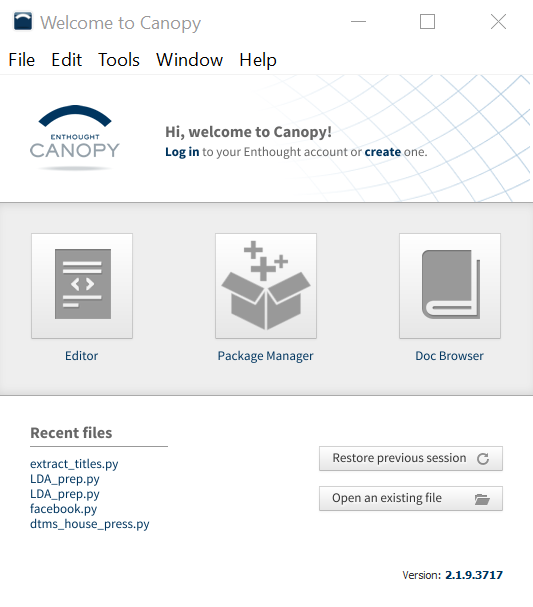 Welcome to Canopy
File Edit Tools Window Help
ENTHOUGHT
CANOPY
Hi, welcome to Canopy!
Log in to your Enthought account or create one.
Editor
Package Manager
Doc Browser
Recent files
extract_titles.py
LDA_prep.py
LDA_prep.py
facebook.py
dtms_house_press.py
Restore previous session
Open an existing file
Version: 2.1.9.3717